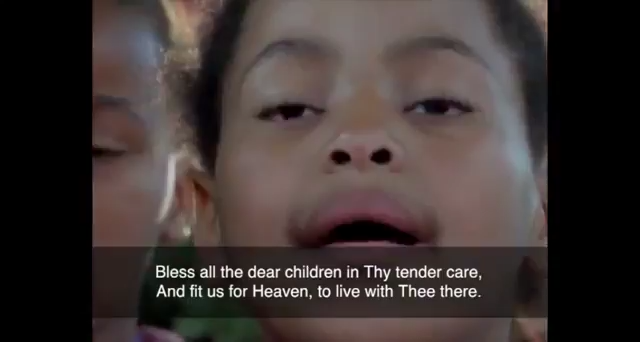 Bless all the dear children in Thy tender care,
And fit us for Heaven, to live with Thee there.